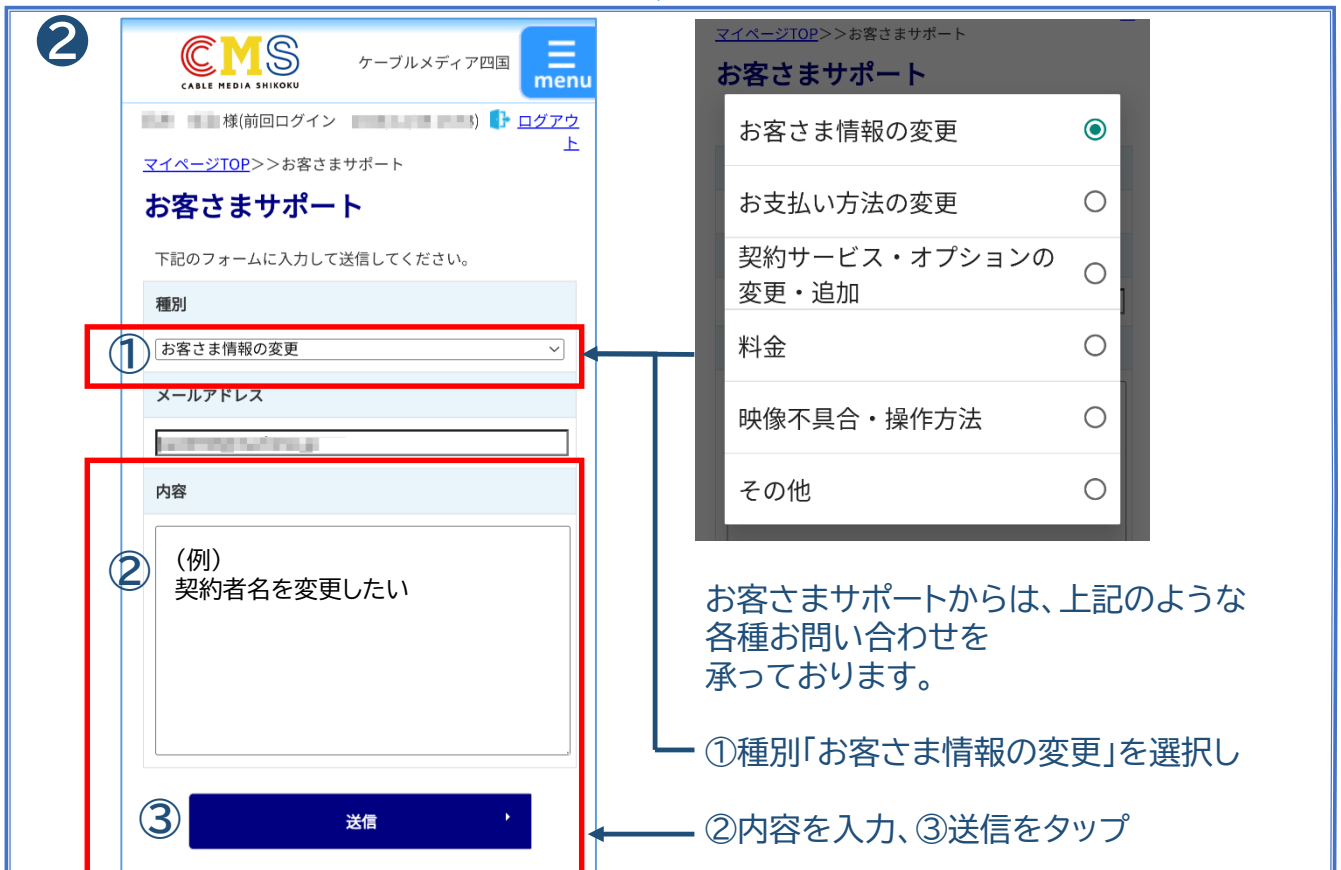 ❷
CMS
CABLE MEDIA SHIKOKU
ケーブルメディア四国
menu
様(前回ログイン
) ログアウ
ト
マイページTOP>>お客さまサポート
お客さまサポート
下記のフォームに入力して送信してください。
種別
①
お客さま情報の変更
メールアドレス
内容
②
(例)
契約者名を変更したい
③
送信
マイページTOP>>お客さまサポート
お客さまサポート
お客さま情報の変更
お支払い方法の変更
契約サービス・オプションの
変更・追加
料金
映像不具合・操作方法
その他
お客さまサポートからは、上記のような
各種お問い合わせを
承っております。
①種別「お客さま情報の変更」を選択し
②内容を入力、③送信をタップ